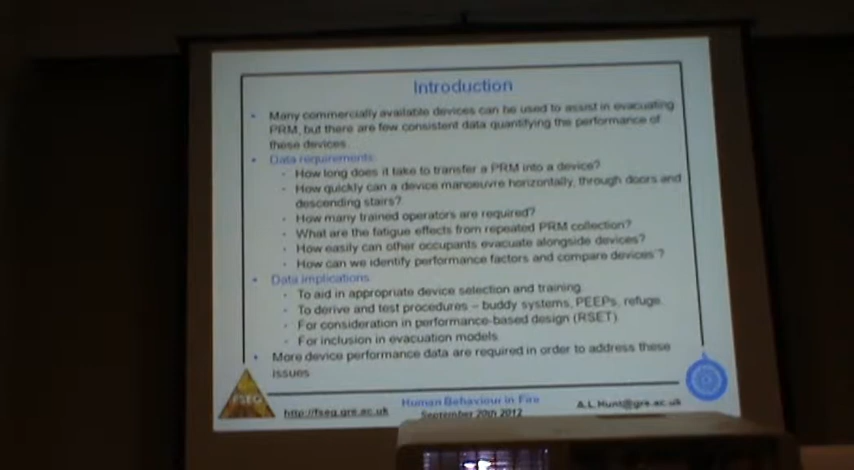 Introduction
Many commercially available devices can be used to assist in evacuating
PRM, but there are few consistent data quantifying the performance of
these devices.
Data requirements:
How long does it take to transfer a PRM into a device?
How quickly can a device manoeuvre horizontally, through doors and
descending stairs?
How many trained operators are required?
What are the fatigue effects from repeated PRM collection?
How easily can other occupants evacuate alongside devices?
How can we identify performance factors and compare devices?
Data implications:
To aid in appropriate device selection and training.
To derive and test procedures – buddy systems, PEEPs, refuge.
For consideration in performance-based design (RSET).
For inclusion in evacuation models.
More device performance data are required in order to address these
issues
FSEG
http://fseg.gre.ac.uk
Human Behaviour in Fire
September 20th 2012
A.L.Hunt@gre.ac.uk